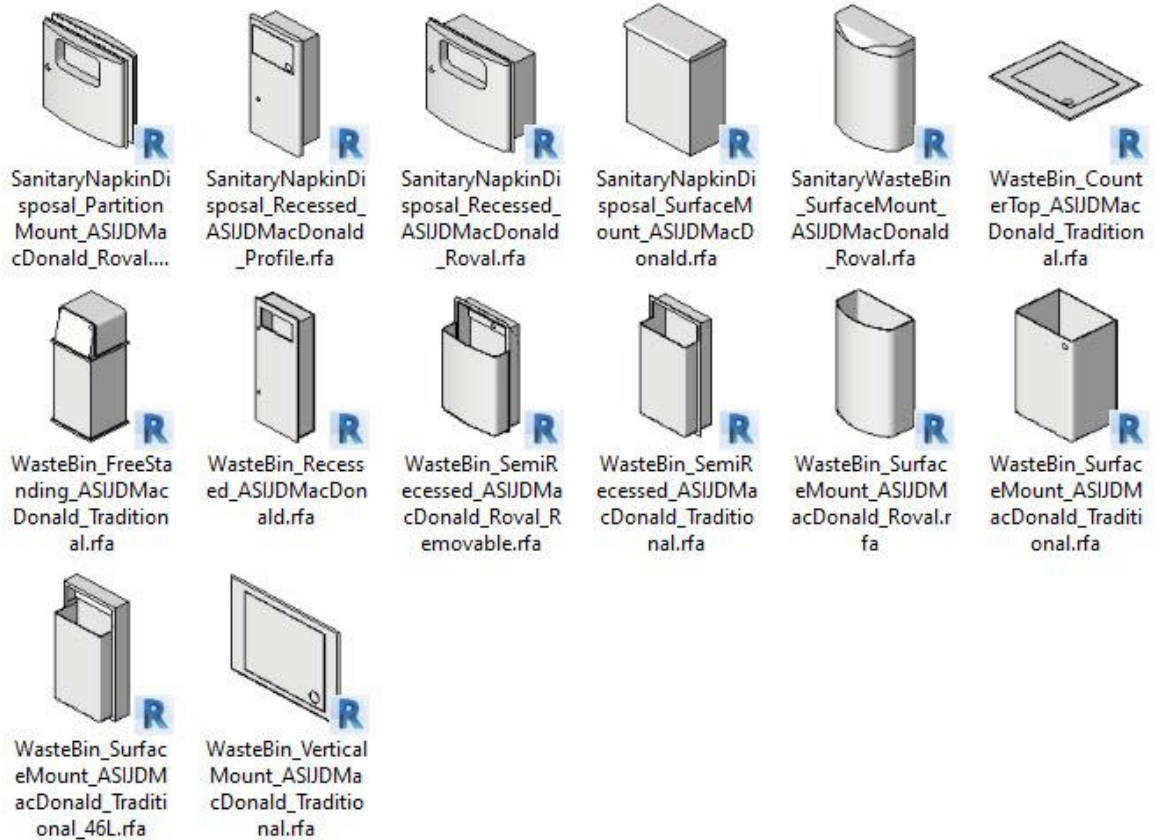 SanitaryNapkinDi
sposal_Partition
Mount_ASIJDMa
cDonald_Roval....
SanitaryNapkinDi
sposal_Recessed_
ASIJDMacDonald
_Profile.rfa
SanitaryNapkinDi
sposal_Recessed_
ASIJDMacDonald
_Roval.rfa
SanitaryNapkinDi
sposal_SurfaceM
ount_ASIJDMacD
onald.rfa
SanitaryWasteBin
_SurfaceMount_
ASIJDMacDonald
_Roval.rfa
WasteBin_Count
erTop_ASIJDMac
Donald_Tradition
al.rfa
R
R
R
R
R
R
WasteBin_FreeSta
nding_ASIJDMac
Donald_Tradition
al.rfa
WasteBin_Recess
ed_ASIJDMacDon
ald.rfa
WasteBin_SemiR
ecessed_ASIJDMa
cDonald_Roval_R
emovable.rfa
WasteBin_SemiR
ecessed_ASIJDMa
cDonald_Traditio
nal.rfa
WasteBin_Surfac
eMount_ASIJDM
acDonald_Roval.r
fa
WasteBin_Surfac
eMount_ASIJDM
acDonald_Traditi
onal.rfa
R
R
R
R
R
R
WasteBin_Surfac
eMount_ASIJDM
acDonald_Traditi
onal_46L.rfa
WasteBin_Vertical
Mount_ASIJDMa
cDonald_Traditio
nal.rfa
R
R